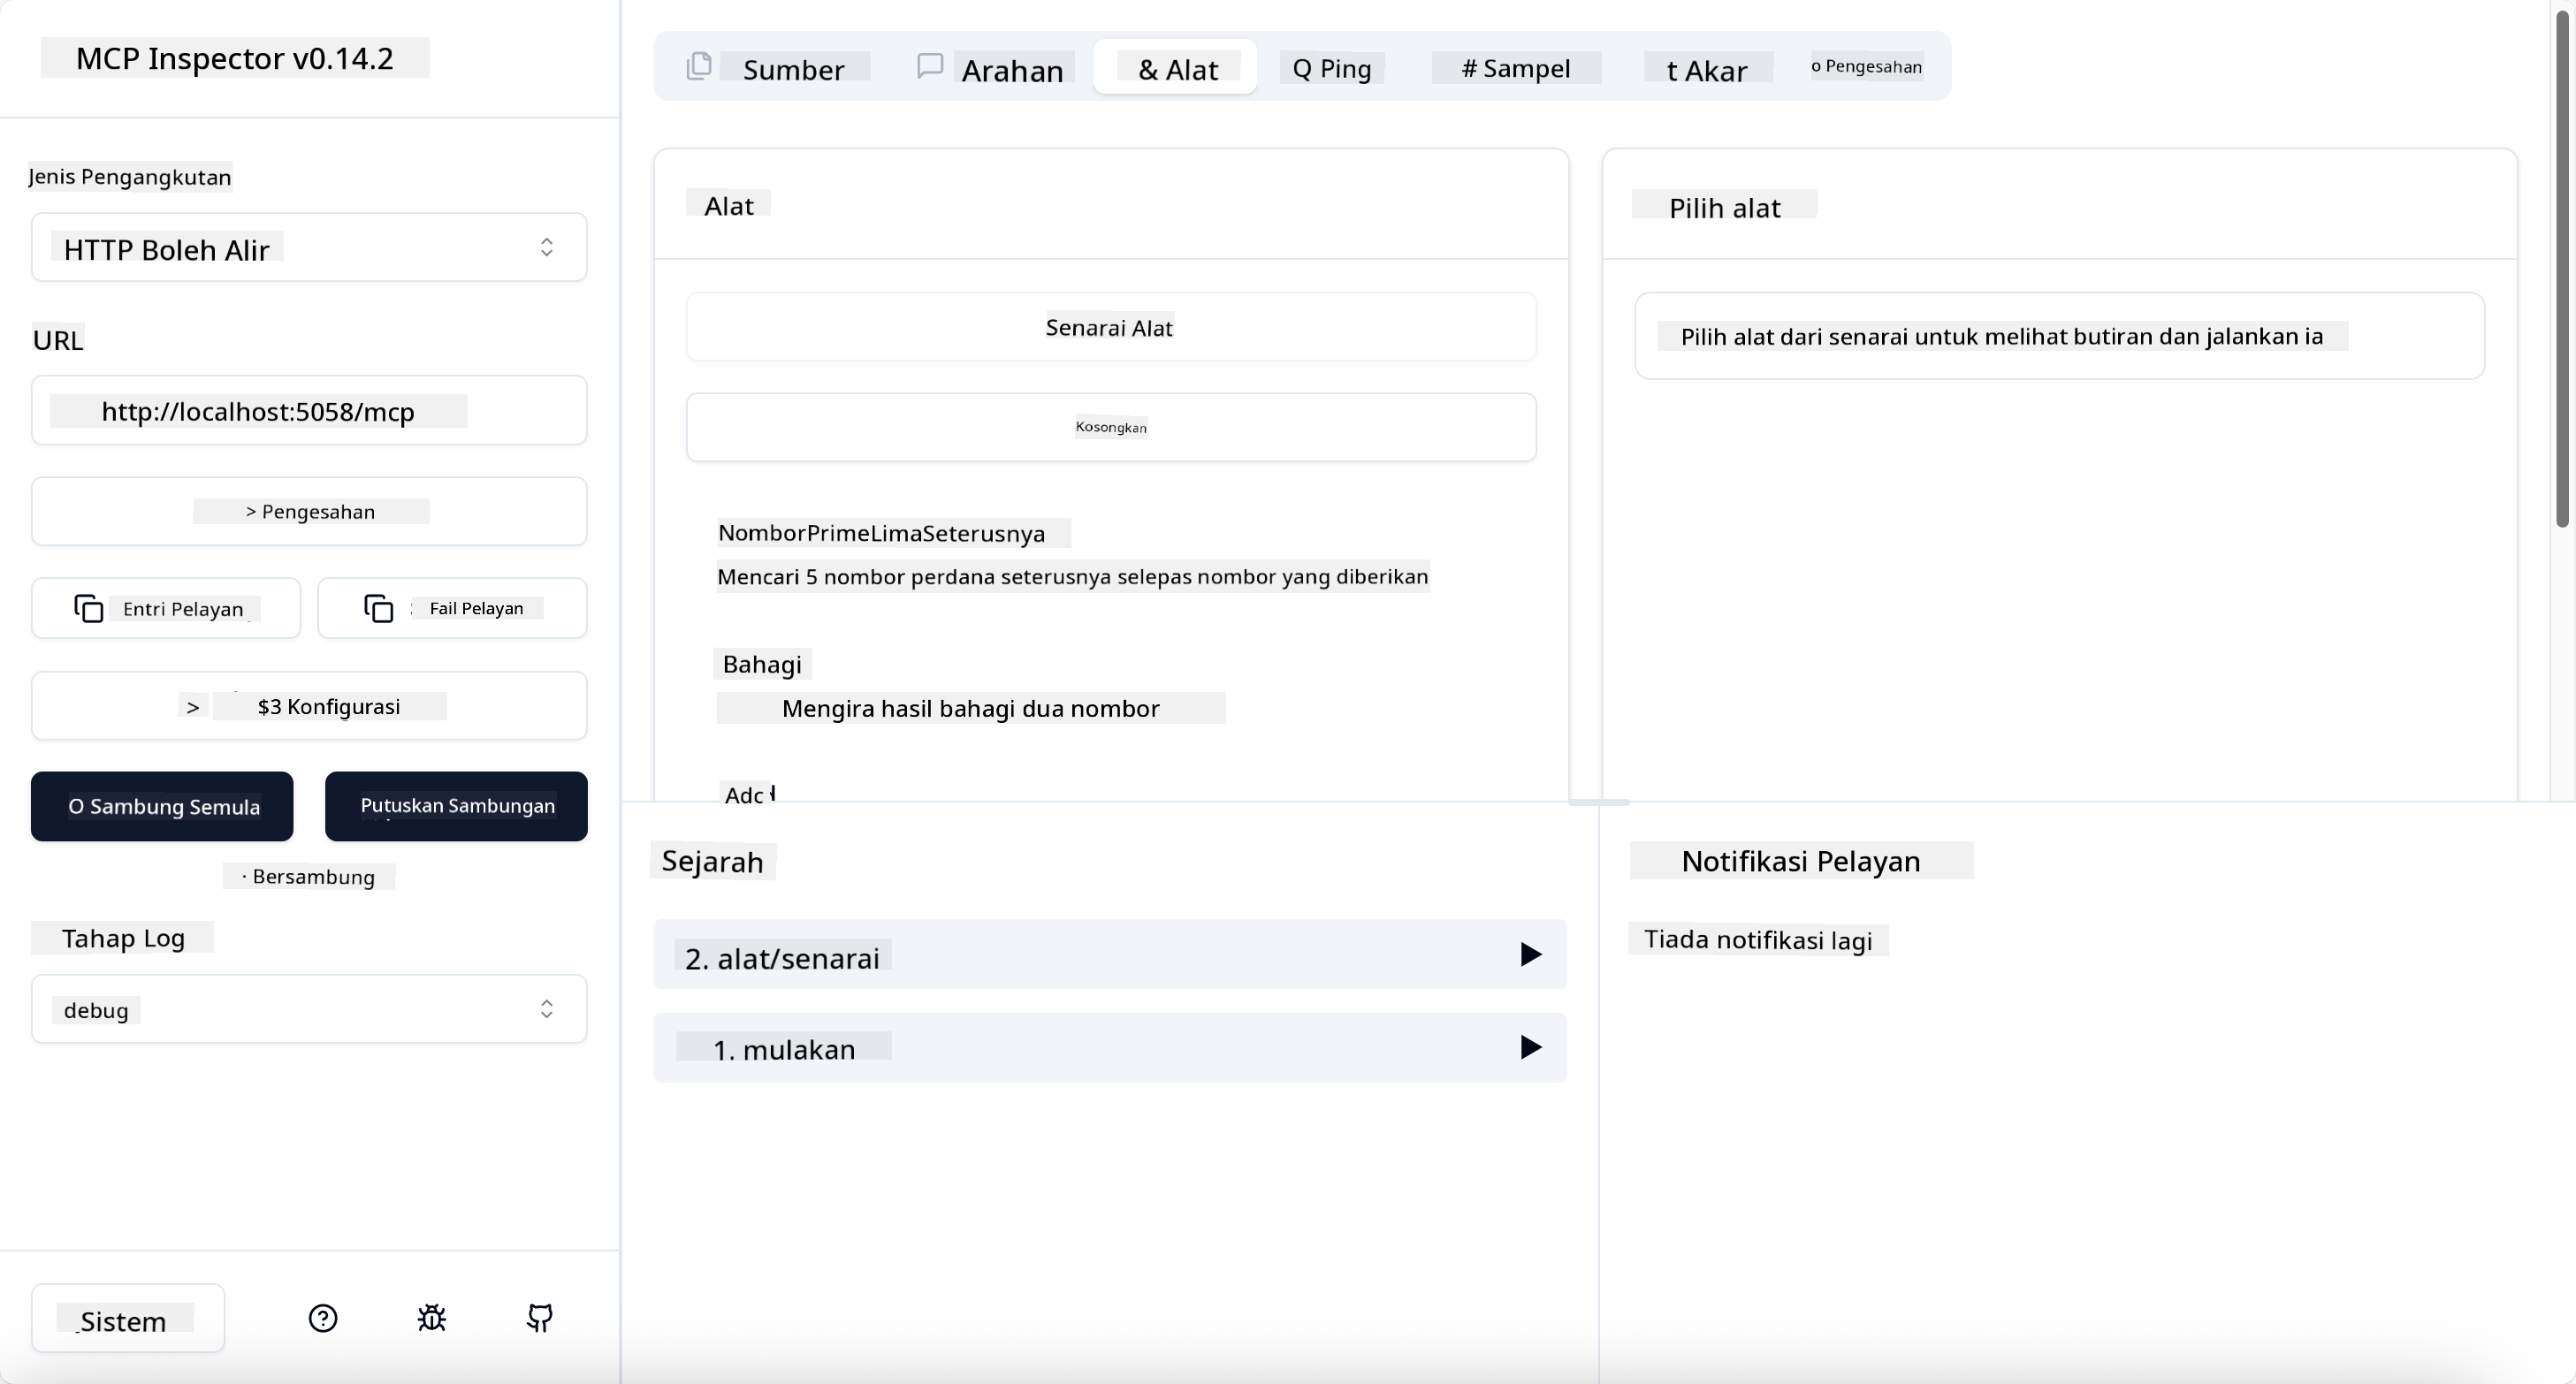 MCP Inspector v0.14.2
Jenis Pengangkutan
HTTP Boleh Alir
URL
http://localhost:5058/mcp
> Pengesahan
Entri Pelayan
Fail Pelayan
> $3 Konfigurasi
O Sambung Semula
Putuskan Sambungan
· Bersambung
Tahap Log
debug
Sistem
Sumber
Arahan
& Alat
Q Ping
# Sampel
t Akar
o Pengesahan
Alat
Senarai Alat
Kosongkan
NomborPrimeLimaSeterusnya
Mencari 5 nombor perdana seterusnya selepas nombor yang diberikan
Bahagi
Mengira hasil bahagi dua nombor
Adc
Pilih alat
Pilih alat dari senarai untuk melihat butiran dan jalankan ia
Sejarah
2. alat/senarai
1. mulakan
Notifikasi Pelayan
Tiada notifikasi lagi